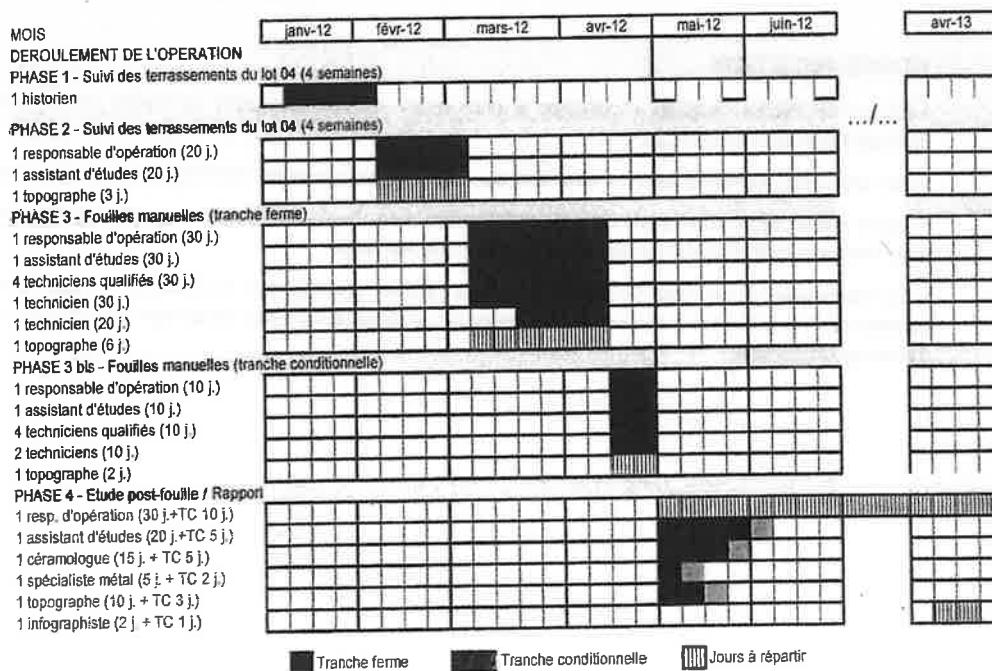 MOIS janv-12 févr-12 mars-12 avr-12 mai-12 juin-12 avr-13
DEROULEMENT DE L'OPERATION
PHASE 1 - Suivi des terrassements du lot 04 (4 semaines)
1 historien
.../...
PHASE 2 - Suivi des terrassements du lot 04 (4 semaines)
1 responsable d'opération (20 j.)
1 assistant d'études (20 j.)
1 topographe (3 j.)
PHASE 3 - Fouilles manuelles (tranche ferme)
1 responsable d'opération (30 j.)
1 assistant d'études (30 j.)
4 techniciens qualifiés (30 j.)
1 technicien (30 j.)
1 technicien (20 j.)
1 topographe (6 j.)
PHASE 3 bis - Fouilles manuelles (tranche conditionnelle)
1 responsable d'opération (10 j.)
1 assistant d'études (10 j.)
4 techniciens qualifiés (10 j.)
2 techniciens (10 j.)
1 topographe (2 j.)
PHASE 4 - Etude post-fouille / Rapport
1 resp. d'opération (30 j.+TC 10 j.)
1 assistant d'études (20 j.+TC 5 j.)
1 céramologue (15 j. + TC 5 j.)
1 spécialiste métal (5 j. + TC 2 j.)
1 topographe (10 j. + TC 3 j.)
1 infographiste (2 j. + TC 1 j.)
Tranche ferme Tranche conditionnelle Jours à répartir